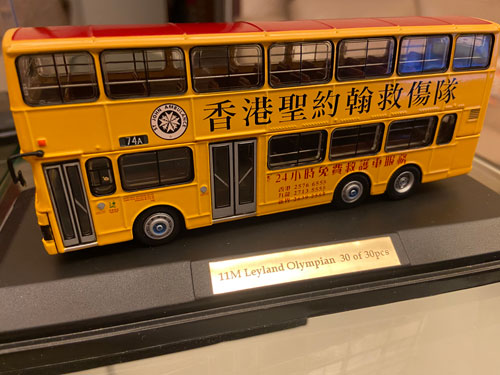 ST. JOHN AMBULANCE
74A
香港聖約翰救傷隊
24小時免費救護車服務
11M Leyland Olympian 30 of 30pcs